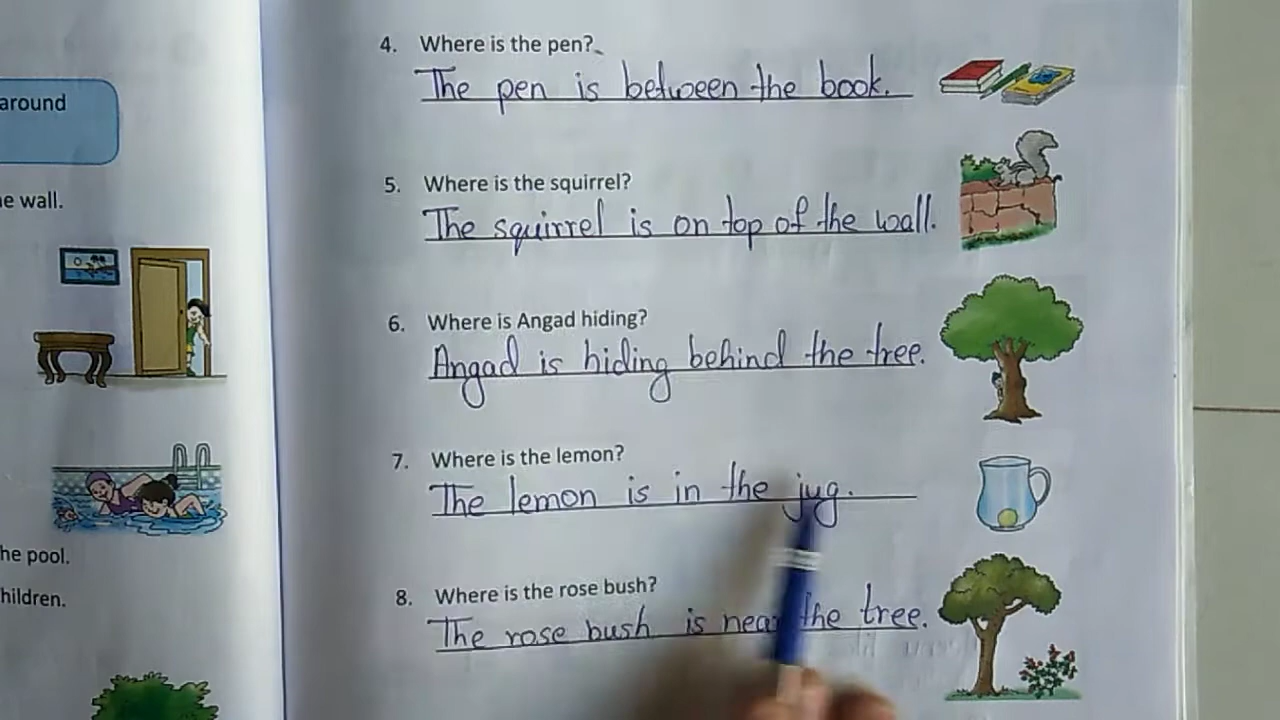 around
e wall.
he pool.
hildren.
4. Where is the pen?
The pen is between the book.
5. Where is the squirrel?
The squirrel is on top of the wall.
6. Where is Angad hiding?
Angad is hiding behind the tree.
7. Where is the lemon?
The lemon is in the jug.
8. Where is the rose bush?
The rose bush is near the tree.